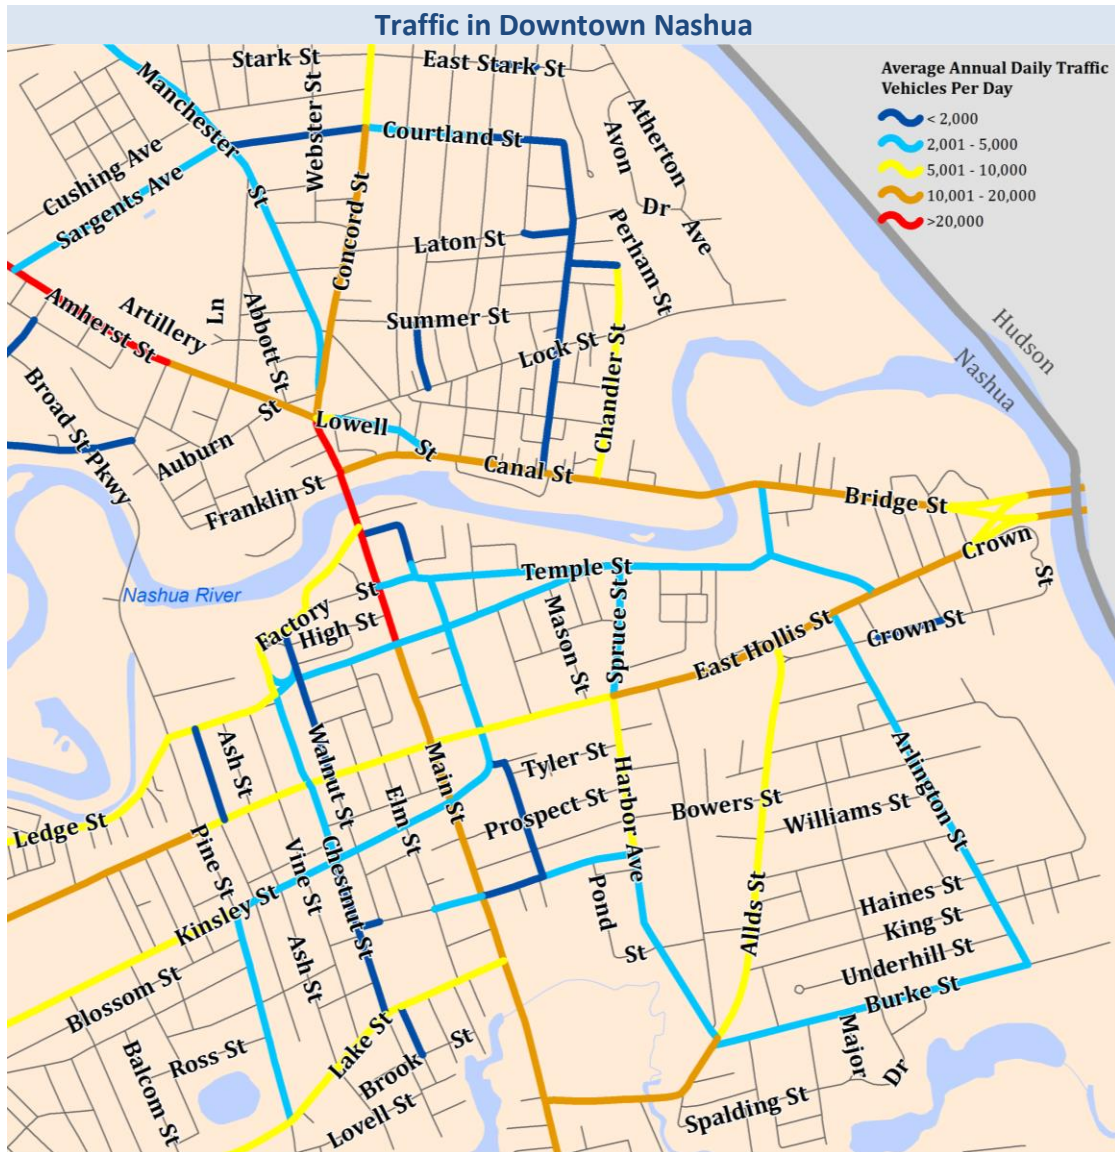 Traffic in Downtown Nashua
Average Annual Daily Traffic
Vehicles Per Day
< 2,000
2,001 - 5,000
5,001 - 10,000
10,001 - 20,000
>20,000
Stark St
East Stark St
Manchester St
Webster St
Courtland St
Avon Dr
Atherton Ave
Cushing Ave
Sargents Ave
Concord St
Laton St
Perham St
Amherst St
Artillery Ln
Abbott St
Summer St
Lock St
Chandler St
Hudson
Nashua
Broad St Pkwy
Auburn St
Lowell St
Franklin St
Canal St
Bridge St
Crown St
Nashua River
Factory St
High St
Temple St
Mason St
Spruce St
East Hollis St
Crown St
Ash St
Walnut St
Main St
Tyler St
Harbor Ave
Bowers St
Williams St
Arlington St
Ledge St
Pine St
Elm St
Prospect St
Vine St
Chestnut St
Kinsley St
Pond St
Allds St
Haines St
King St
Underhill St
Burke St
Blossom St
Ash St
Ross St
Balcom St
Lake St
Brook St
Lovell St
Major Dr
Spalding St